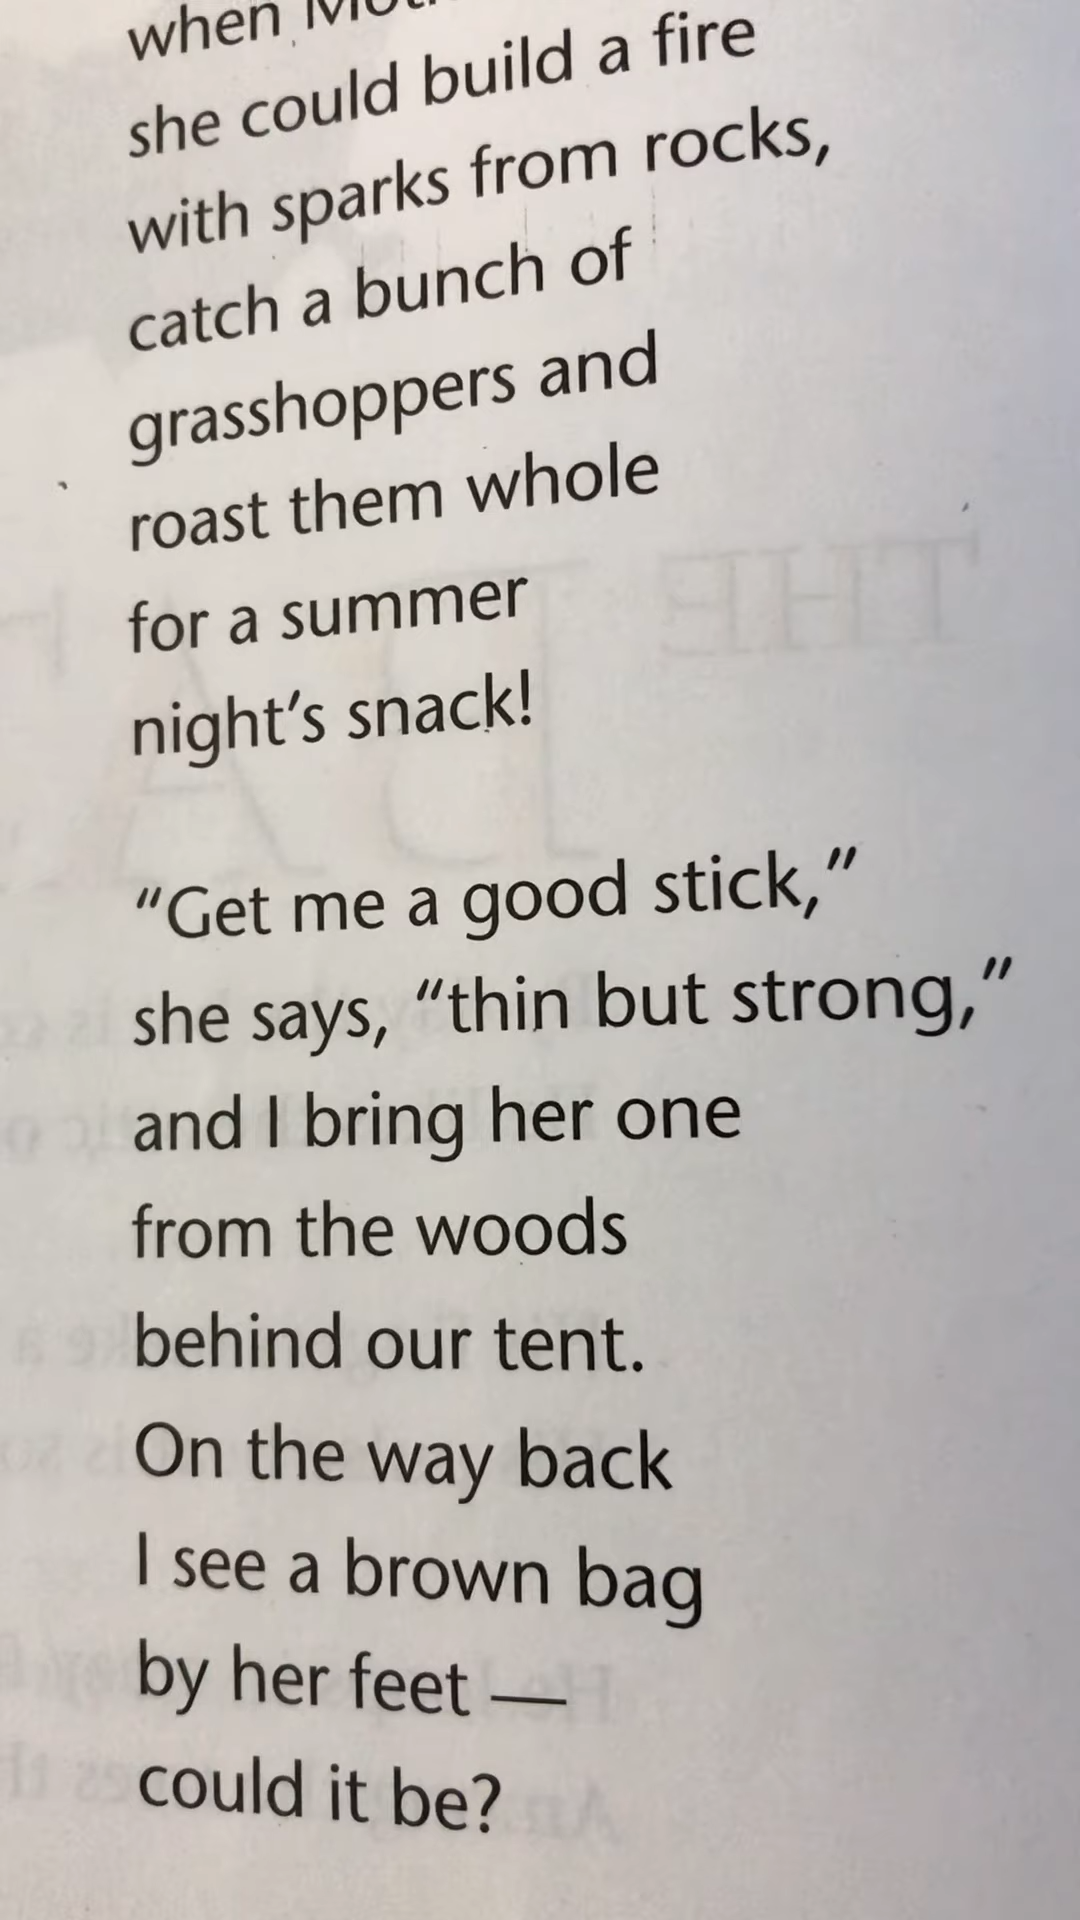 when
she could build a fire
with sparks from rocks,
catch a bunch of
grasshoppers and
roast them whole
for a summer
night’s snack!
“Get me a good stick,”
she says, “thin but strong,”
and I bring her one
from the woods
behind our tent.
On the way back
I see a brown bag
by her feet —
could it be?